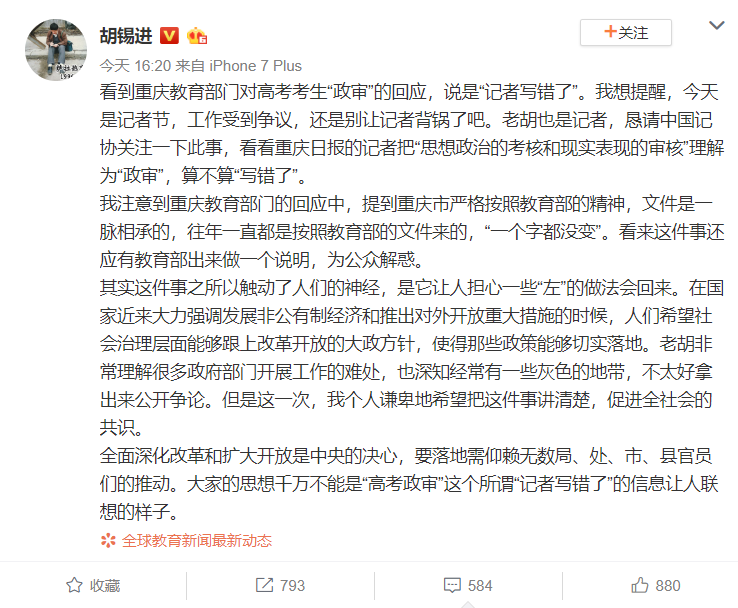 胡锡进
+关注
今天 16:20 来自 iPhone 7 Plus
看到重庆教育部门对高考考生“政审”的回应，说是“记者写错了”。我想提醒，今天
是记者节，工作受到争议，还是别让记者背锅了吧。老胡也是记者，恳请中国记
协关注一下此事，看看重庆日报的记者把“思想政治的考核和现实表现的审核”理解
为“政审”，算不算“写错了”。
我注意到重庆教育部门的回应中，提到重庆市严格按照教育部的精神，文件是一
脉相承的，往年一直都是按照教育部的文件来的，“一个字都没变”。看来这件事还
应有教育部出来做一个说明，为公众解惑。
其实这件事之所以触动了人们的神经，是它让人担心一些“左”的做法会回来。在国
家近来大力强调发展非公有制经济和推出对外开放重大措施的时候，人们希望社
会治理层面能够跟上改革开放的大政方针，使得那些政策能够切实落地。老胡非
常理解很多政府部门开展工作的难处，也深知经常有一些灰色的地带，不太好拿
出来公开争论。但是这一次，我个人谦卑地希望把这件事讲清楚，促进全社会的
共识。
全面深化改革和扩大开放是中央的决心，要落地需仰赖无数局、处、市、县官员
们的推动。大家的思想千万不能是“高考政审”这个所谓“记者写错了”的信息让人联
想的样子。
全球教育新闻最新动态
收藏
793
584
880